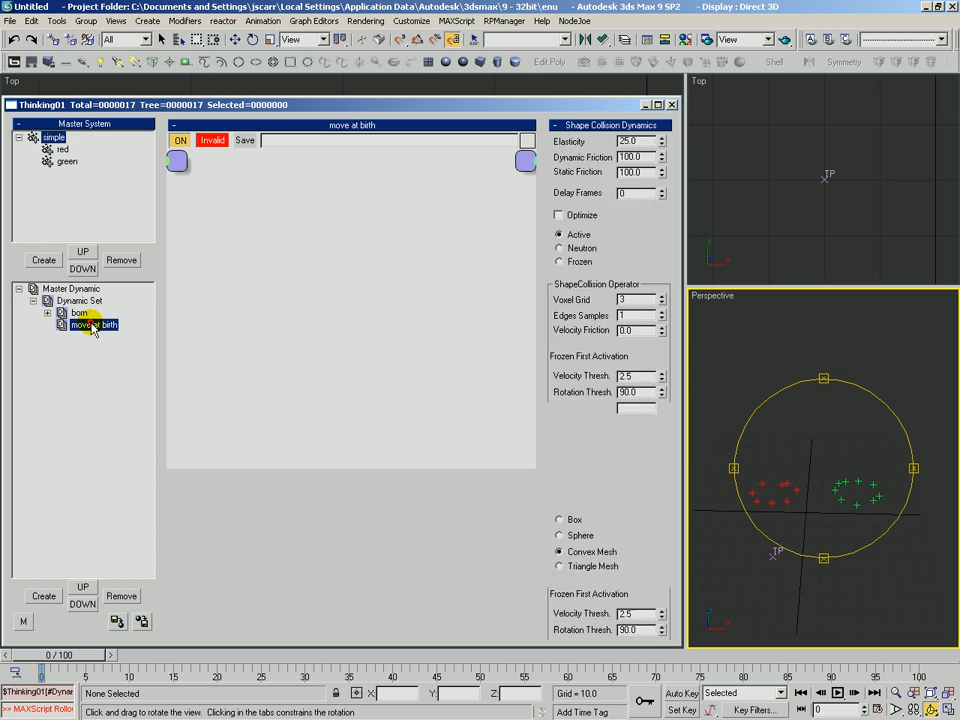 Untitled - Project Folder: C:\Documents and Settings\jscarr\Local Settings\Application Data\Autodesk\3dsmax\9 - 32bit\enu - Autodesk 3ds Max 9 SP2 - Display : Direct 3D
File Edit Tools Group Views Create Modifiers reactor Animation Graph Editors Rendering Customize MAXScript RPManager Help NodeJoe
All View View
Edit Poly Shell Symmetry
Top
Top
Thinking01 Total=0000017 Tree=0000017 Selected=0000000
Master System
simple
red
green
Create UP DOWN Remove
Master Dynamic
Dynamic Set
born
move at birth
Create UP DOWN Remove
M
move at birth
ON Invalid Save
Shape Collision Dynamics
Elasticity 25.0
Dynamic Friction 100.0
Static Friction 100.0
Delay Frames 0
Optimize
Active
Neutron
Frozen
ShapeCollision Operator
Voxel Grid 3
Edges Samples 1
Velocity Friction 0.0
Frozen First Activation
Velocity Thresh. 2.5
Rotation Thresh. 90.0
Box
Sphere
Convex Mesh
Triangle Mesh
Frozen First Activation
Velocity Thresh. 2.5
Rotation Thresh. 90.0
TP
Perspective
TP
0 / 100
0 5 10 15 20 25 30 35 40 45 50 55 60 65 70 75 80 85 90 95 100
$Thinking01[#Dynar None Selected X: Y: Z: Grid = 10.0 Auto Key Selected
>> MAXScript Rollou Click and drag to rotate the view. Clicking in the tabs constrains the rotation Add Time Tag Set Key Key Filters... 0